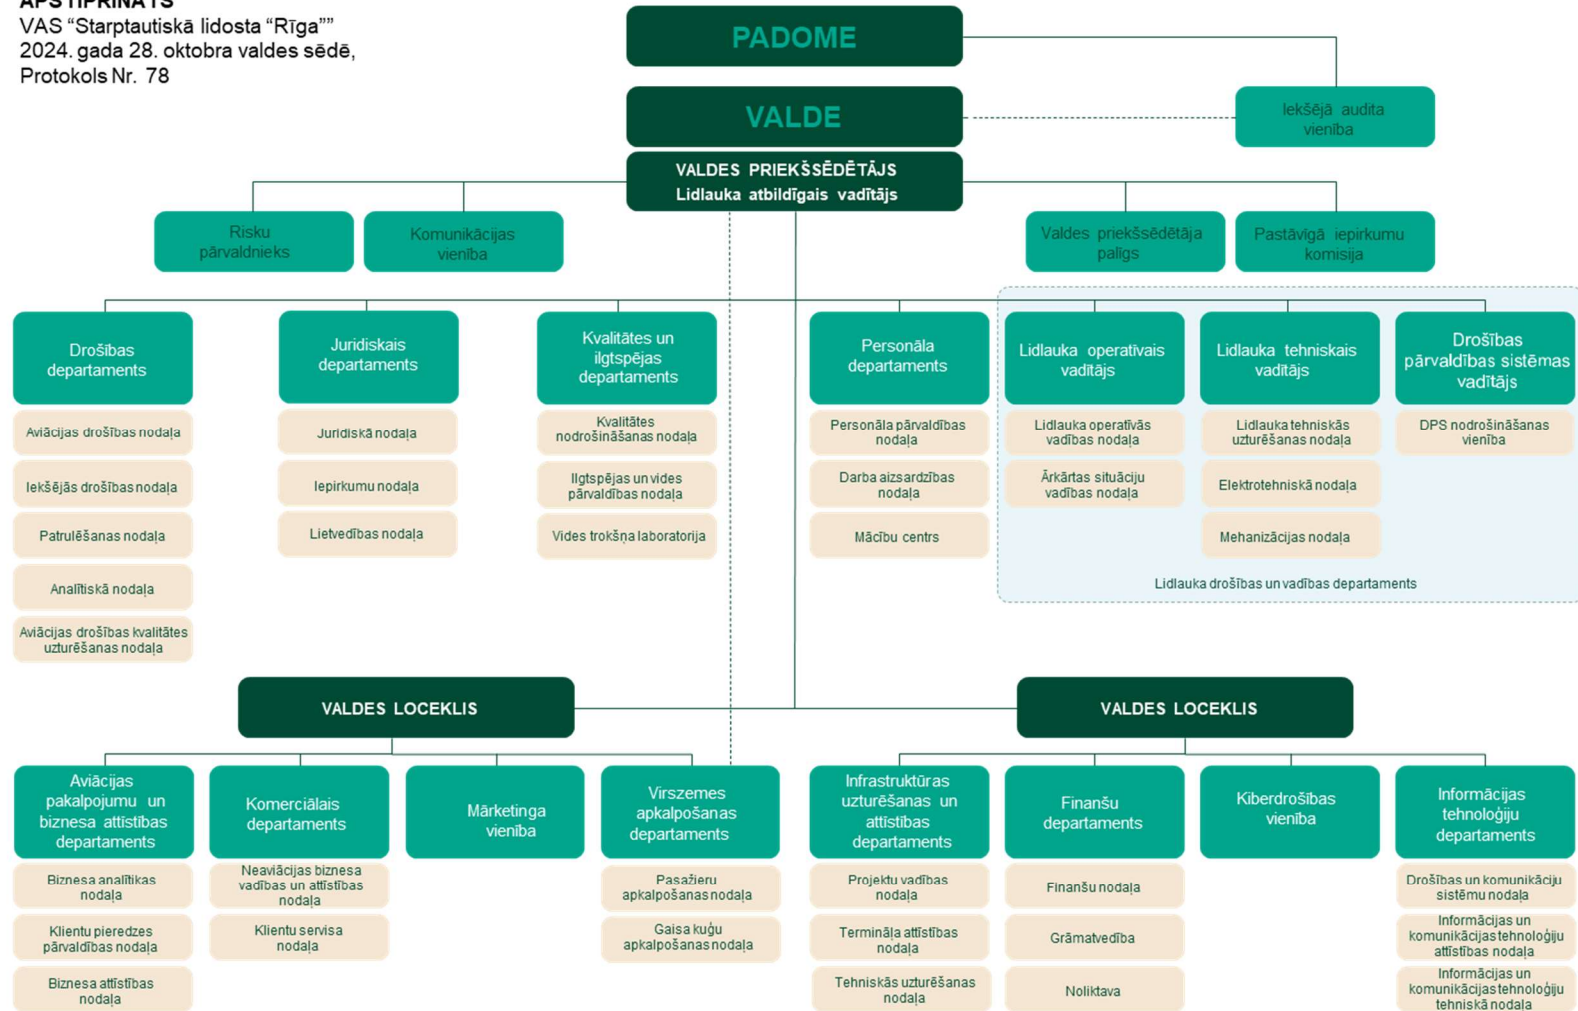 APSTIPRINĀTS
VAS “Starptautiskā lidosta “Rīga””
2024. gada 28. oktobra valdes sēdē,
Protokols Nr. 78
PADOME
VALDE
Iekšējā audita
vienība
VALDES PRIEKŠSĒDĒTĀJS
Lidlauka atbildīgais vadītājs
Risku
pārvaldnieks
Komunikācijas
vienība
Valdes priekšsēdētāja
palīgs
Pastāvīgā iepirkumu
komisija
Drošības
departaments
Aviācijas drošības nodaļa
Iekšējās drošības nodaļa
Patrulēšanas nodaļa
Analītiskā nodaļa
Aviācijas drošības kvalitātes
uzturēšanas nodaļa
Juridiskais
departaments
Juridiskā nodaļa
Iepirkumu nodaļa
Lietvedības nodaļa
Kvalitātes un
ilgtspējas
departaments
Kvalitātes
nodrošināšanas nodaļa
Ilgtspējas un vides
pārvaldības nodaļa
Vides trokšņa laboratorija
Personāla
departaments
Personāla pārvaldības
nodaļa
Darba aizsardzības
nodaļa
Mācību centrs
Lidlauka operatīvais
vadītājs
Lidlauka operatīvās
vadības nodaļa
Ārkārtas situāciju
vadības nodaļa
Lidlauka tehniskais
vadītājs
Lidlauka tehniskās
uzturēšanas nodaļa
Elektrotehniskā nodaļa
Mehanizācijas nodaļa
Drošības
pārvaldības sistēmas
vadītājs
DPS nodrošināšanas
vienība
Lidlauka drošības un vadības departaments
VALDES LOCEKLIS
Aviācijas
pakalpojumu un
biznesa attīstības
departaments
Biznesa analītikas
nodaļa
Klientu pieredzes
pārvaldības nodaļa
Biznesa attīstības
nodaļa
Komerciālais
departaments
Neaviācijas biznesa
vadības un attīstības
nodaļa
Klientu servisa
nodaļa
Mārketinga
vienība
Virszemes
apkalpošanas
departaments
Pasažieru
apkalpošanas nodaļa
Gaisa kuģu
apkalpošanas nodaļa
VALDES LOCEKLIS
Infrastruktūras
uzturēšanas un
attīstības
departaments
Projektu vadības
nodaļa
Termināļa attīstības
nodaļa
Tehniskās uzturēšanas
nodaļa
Finanšu
departaments
Finanšu nodaļa
Grāmatvedība
Noliktava
Kiberdrošības
vienība
Informācijas
tehnoloģiju
departaments
Drošības un komunikāciju
sistēmu nodaļa
Informācijas un
komunikācijas tehnoloģiju
attīstības nodaļa
Informācijas un
komunikācijas tehnoloģiju
tehniskā nodaļa